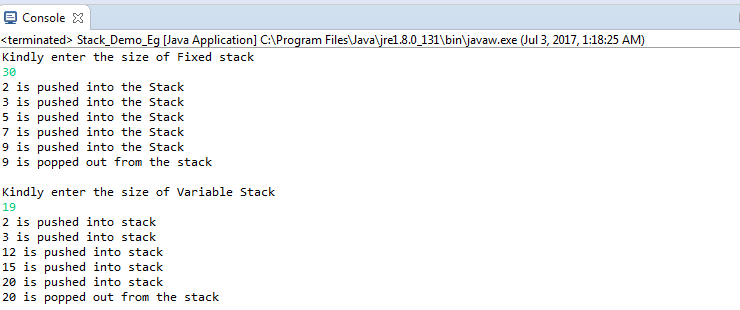 Console
<terminated> Stack_Demo_Eg [Java Application] C:\Program Files\Java\jre1.8.0_131\bin\javaw.exe (Jul 3, 2017, 1:18:25 AM)
Kindly enter the size of Fixed stack
30
2 is pushed into the Stack
3 is pushed into the Stack
5 is pushed into the Stack
7 is pushed into the Stack
9 is pushed into the Stack
9 is popped out from the stack
Kindly enter the size of Variable Stack
19
2 is pushed into stack
3 is pushed into stack
12 is pushed into stack
15 is pushed into stack
20 is pushed into stack
20 is popped out from the stack